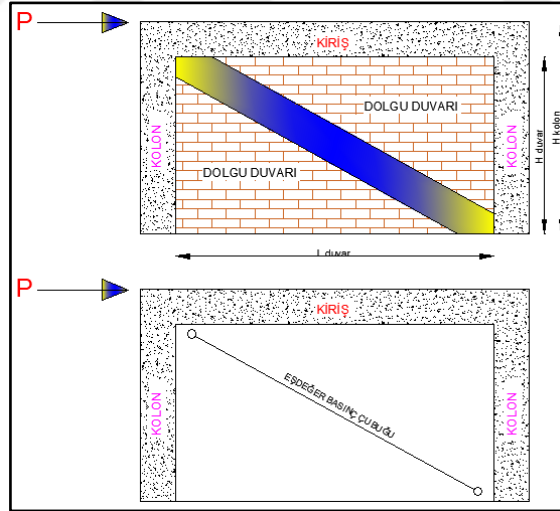 P
KİRİŞ
KOLON
DOLGU DUVARI
DOLGU DUVARI
KOLON
H duvar
H kolon
L duvar
P
KİRİŞ
KOLON
EŞDEĞER BASINÇ ÇUBUĞU
KOLON